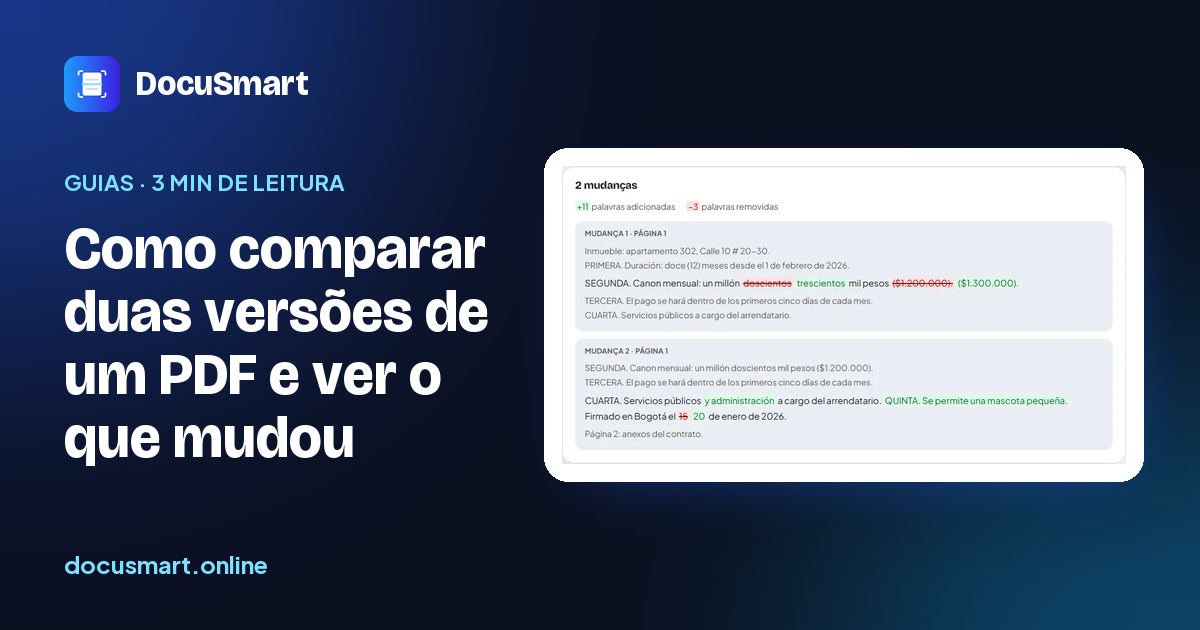 DocuSmart
GUIAS · 3 MIN DE LEITURA
Como comparar
duas versões de
um PDF e ver o
que mudou
docusmart.online
2 mudanças
+11 palavras adicionadas −3 palavras removidas
MUDANÇA 1 · PÁGINA 1
Inmueble: apartamento 302, Calle 10 # 20-30.
PRIMERA. Duración: doce (12) meses desde el 1 de febrero de 2026.
SEGUNDA. Canon mensual: un millón doscientos trescientos mil pesos ($1.200.000). ($1.300.000).
TERCERA. El pago se hará dentro de los primeros cinco días de cada mes.
CUARTA. Servicios públicos a cargo del arrendatario.
MUDANÇA 2 · PÁGINA 1
SEGUNDA. Canon mensual: un millón doscientos mil pesos ($1.200.000).
TERCERA. El pago se hará dentro de los primeros cinco días de cada mes.
CUARTA. Servicios públicos y administración a cargo del arrendatario. QUINTA. Se permite una mascota pequeña.
Firmado en Bogotá el 15 20 de enero de 2026.
Página 2: anexos del contrato.